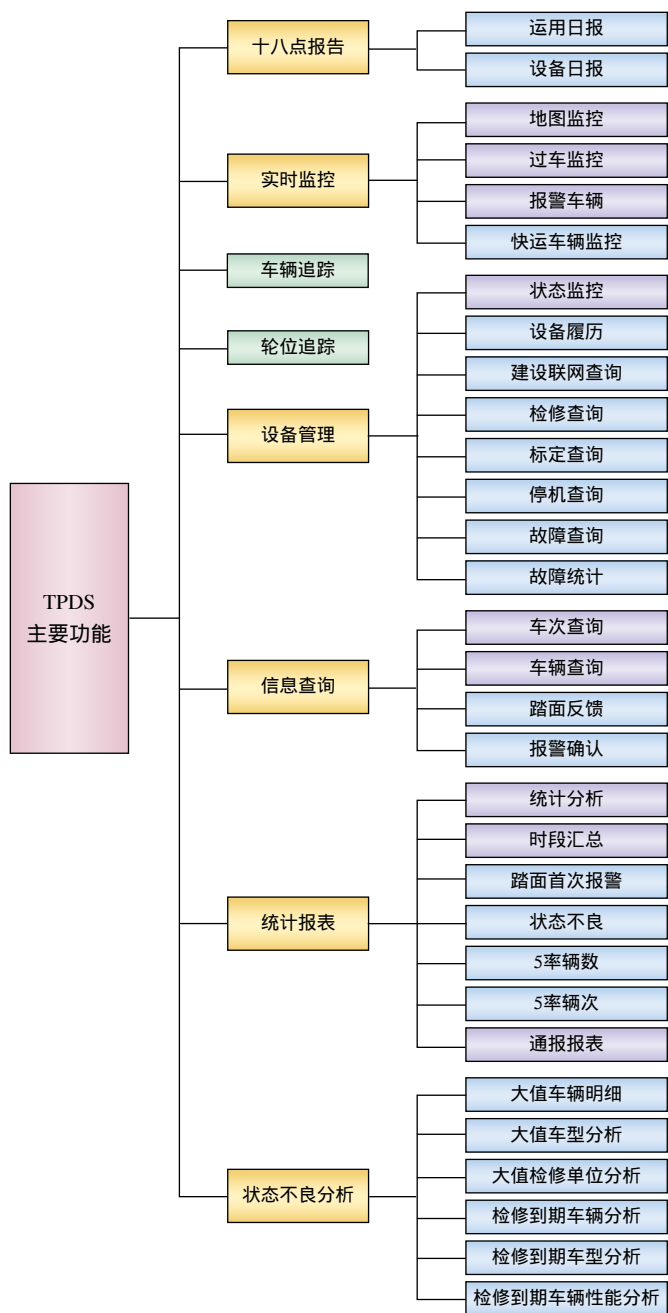 TPDS
主要功能
十八点报告
运用日报
设备日报
实时监控
地图监控
过车监控
报警车辆
快运车辆监控
车辆追踪
轮位追踪
设备管理
状态监控
设备履历
建设联网查询
检修查询
标定查询
停机查询
故障查询
故障统计
信息查询
车次查询
车辆查询
踏面反馈
报警确认
统计报表
统计分析
时段汇总
踏面首次报警
状态不良
5率辆数
5率辆次
通报报表
状态不良分析
大值车辆明细
大值车型分析
大值检修单位分析
检修到期车辆分析
检修到期车型分析
检修到期车辆性能分析